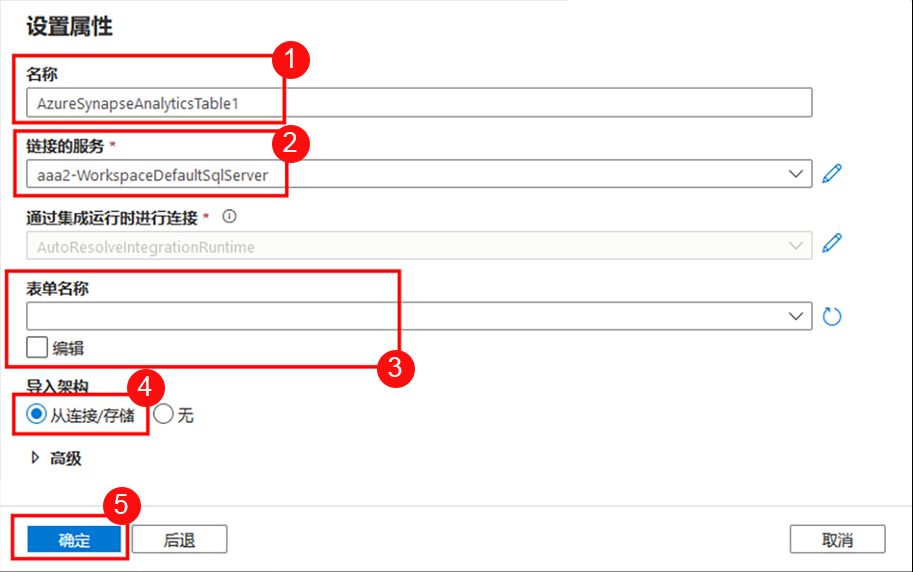 设置属性
1
名称
AzureSynapseAnalyticsTable1
2
链接的服务 *
aaa2-WorkspaceDefaultSqlServer
通过集成运行时进行连接 *
AutoResolveIntegrationRuntime
表单名称
编辑
3
导入架构
4
从连接/存储 无
高级
5
确定 后退 取消